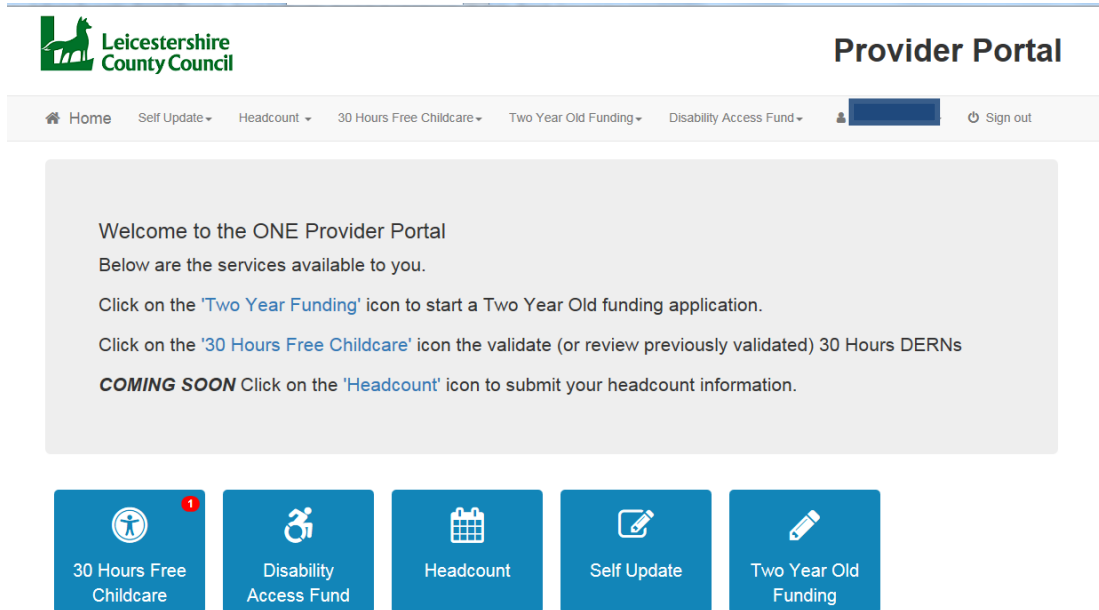 Leicestershire
County Council
Provider Portal
Home Self Update Headcount 30 Hours Free Childcare Two Year Old Funding Disability Access Fund Sign out
Welcome to the ONE Provider Portal
Below are the services available to you.
Click on the 'Two Year Funding' icon to start a Two Year Old funding application.
Click on the '30 Hours Free Childcare' icon the validate (or review previously validated) 30 Hours DERNs
COMING SOON Click on the 'Headcount' icon to submit your headcount information.
1
30 Hours Free
Childcare
Disability
Access Fund
Headcount
Self Update
Two Year Old
Funding